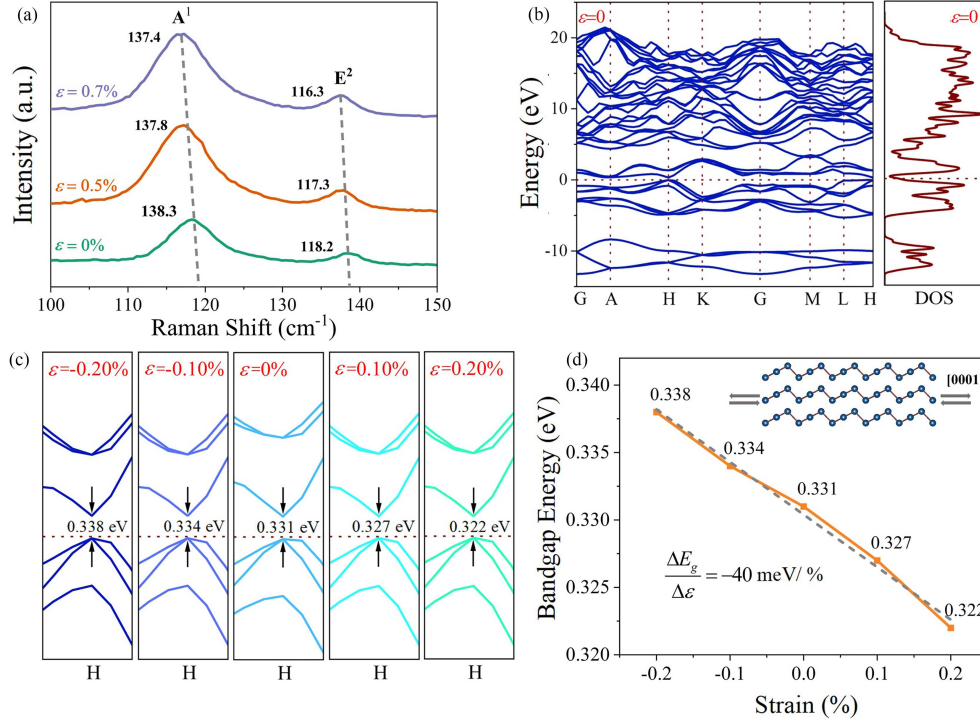 (a)
A¹
137.4
E²
ε = 0.7%
116.3
137.8
ε = 0.5%
117.3
138.3
ε = 0%
118.2
Intensity (a.u.)
100 110 120 130 140 150
Raman Shift (cm⁻¹)
(b)
ε=0
ε=0
20
10
0
-10
Energy (eV)
G A H K G M L H
DOS
(c)
ε=-0.20% ε=-0.10% ε=0% ε=0.10% ε=0.20%
0.338 eV 0.334 eV 0.331 eV 0.327 eV 0.322 eV
H H H H H
(d)
[0001
0.340
0.335
0.330
0.325
0.320
Bandgap Energy (eV)
0.338
0.334
0.331
0.327
0.322
ΔE_g/Δε = −40 meV/ %
-0.2 -0.1 0.0 0.1 0.2
Strain (%)